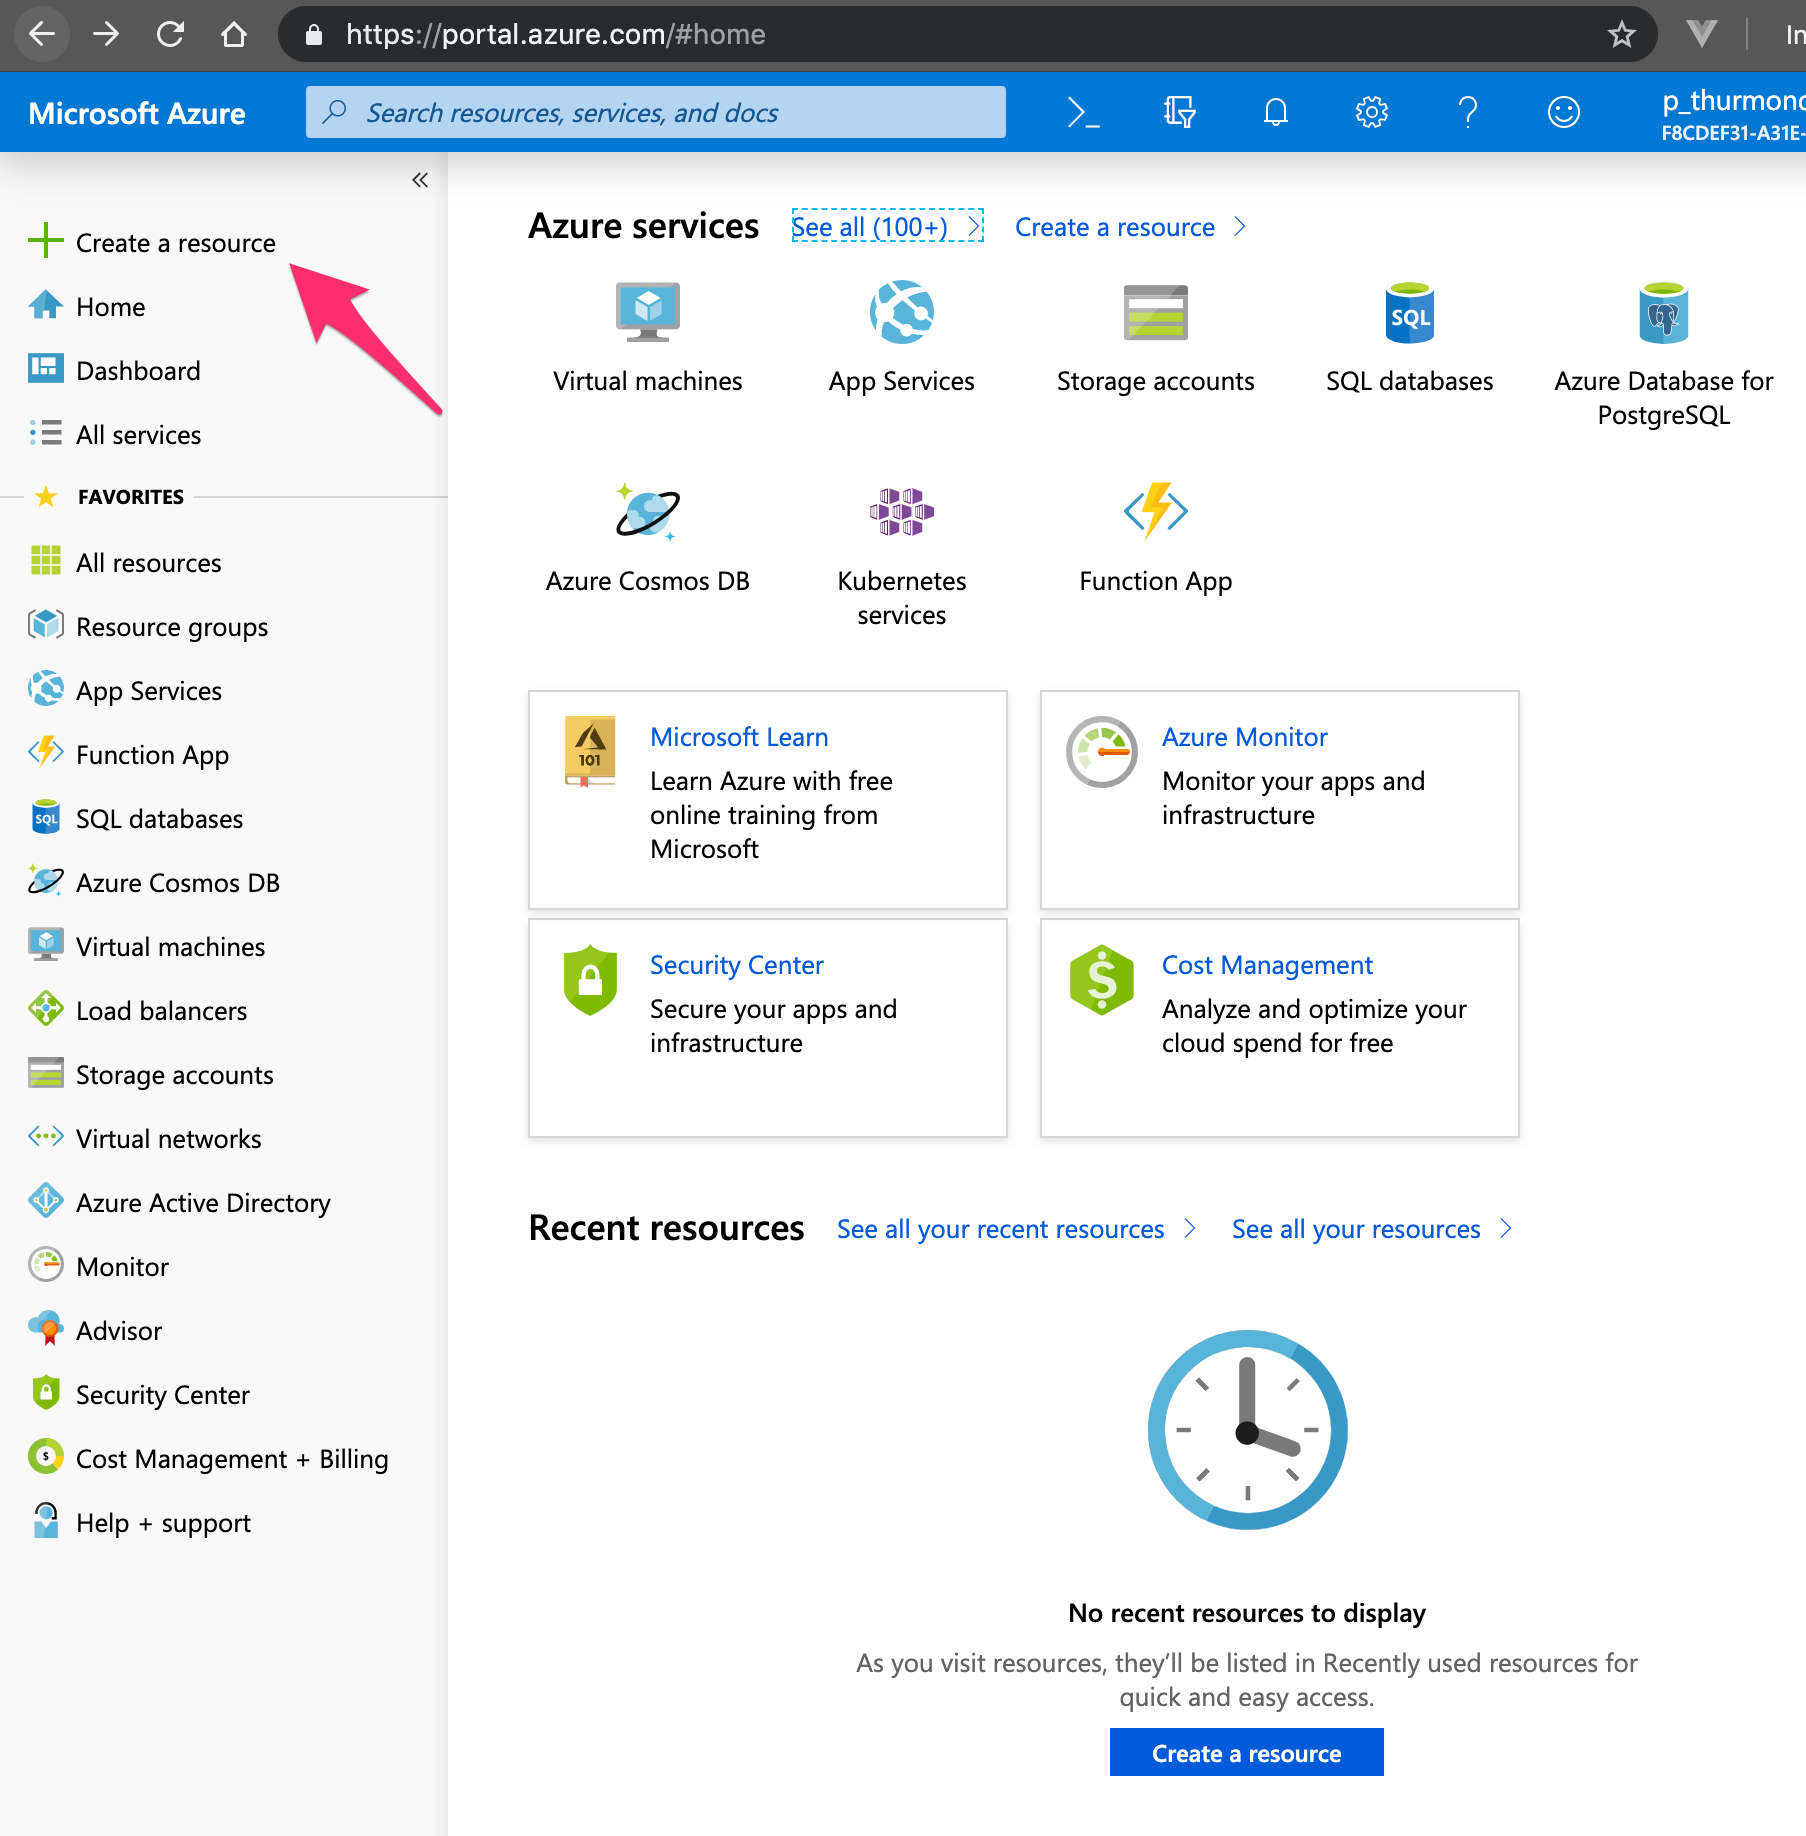 https://portal.azure.com/#home
In
Microsoft Azure
Search resources, services, and docs
p_thurmond
F8CDEF31-A31E-
Create a resource
Home
Dashboard
All services
FAVORITES
All resources
Resource groups
App Services
Function App
SQL databases
SQL
Azure Cosmos DB
Virtual machines
Load balancers
Storage accounts
Virtual networks
Azure Active Directory
Monitor
Advisor
Security Center
Cost Management + Billing
Help + support
Azure services
See all (100+)
Create a resource
SQL
Virtual machines
App Services
Storage accounts
SQL databases
Azure Database for
PostgreSQL
Azure Cosmos DB
Kubernetes
services
Function App
101
Microsoft Learn
Learn Azure with free
online training from
Microsoft
Azure Monitor
Monitor your apps and
infrastructure
Security Center
Secure your apps and
infrastructure
Cost Management
Analyze and optimize your
cloud spend for free
Recent resources
See all your recent resources
See all your resources
No recent resources to display
As you visit resources, they’ll be listed in Recently used resources for
quick and easy access.
Create a resource